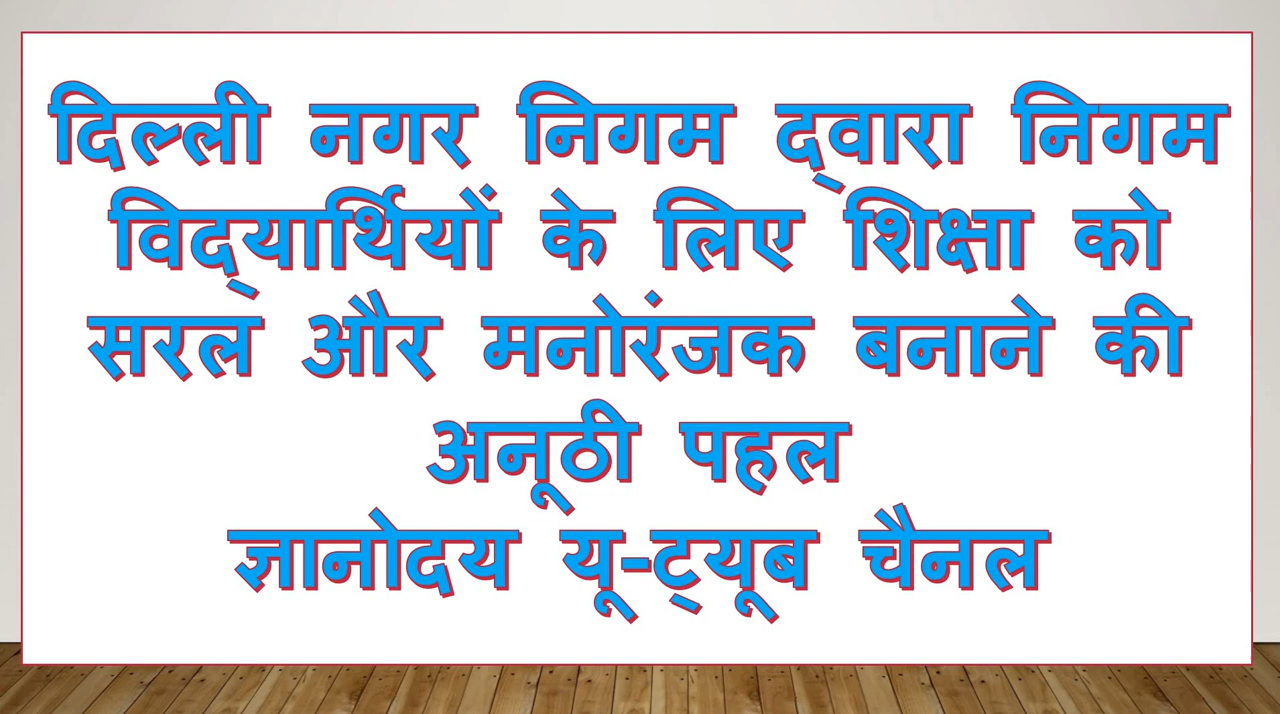 दिल्ली नगर निगम द्‌वारा निगम
विद्‌यार्थियों के लिए शिक्षा को
सरल और मनोरंजक बनाने की
अनूठी पहल
ज्ञानोदय यू-ट्‌यूब चैनल